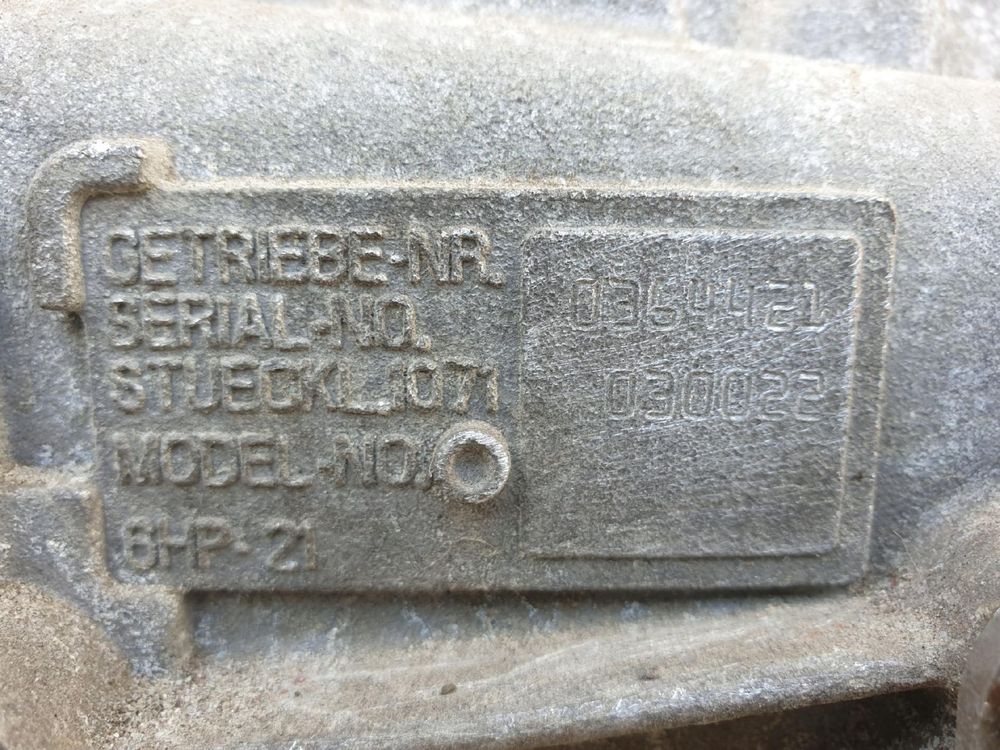 GETRIEBE-NR.
SERIAL-NO.
0364421
STUECKL.1071
030022
MODEL-NO.
6HP-21